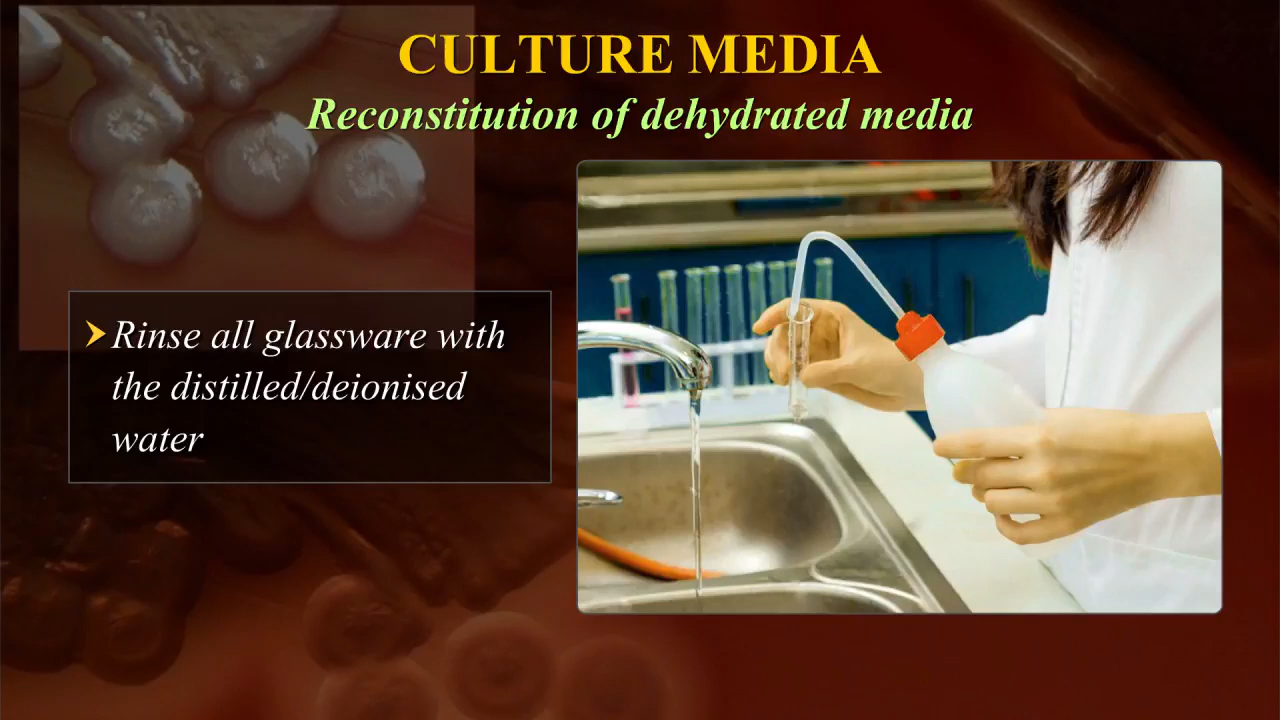 CULTURE MEDIA
Reconstitution of dehydrated media
Rinse all glassware with
the distilled/deionised
water